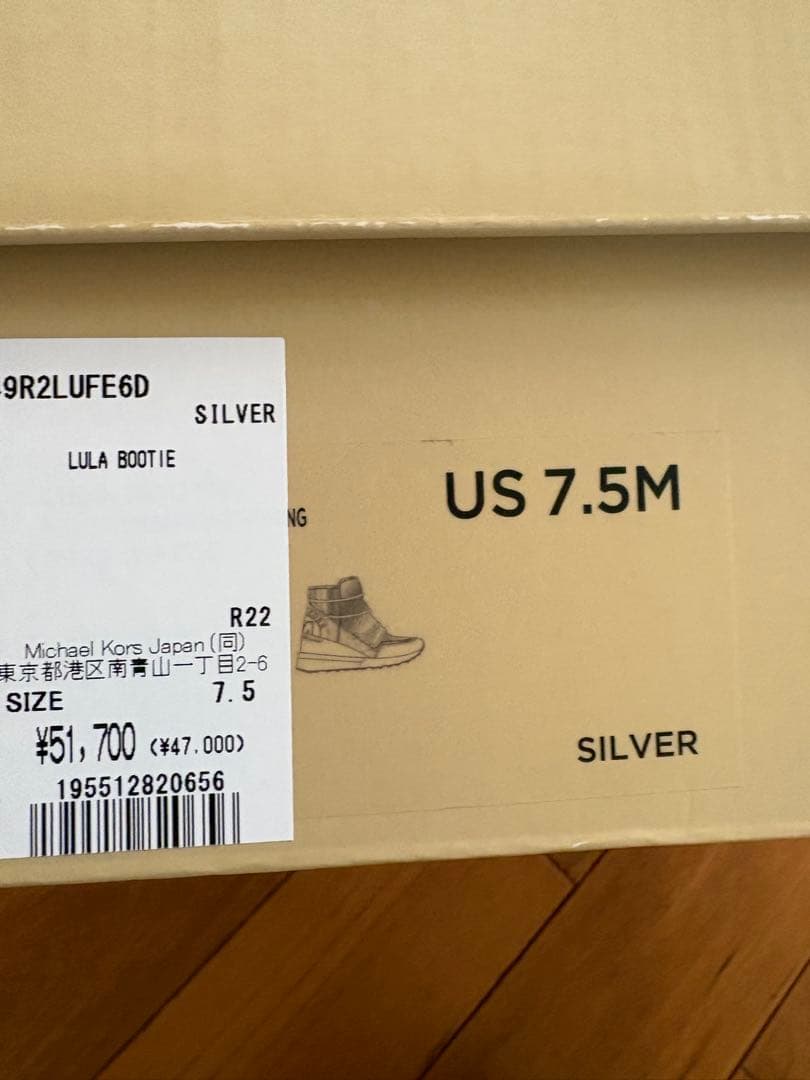 9R2LUFE6D
SILVER
LULA BOOTIE
R22
Michael Kors Japan(同)
東京都港区南青山一丁目2-6
SIZE 7.5
¥51,700 (¥47,000)
195512820656
NG
US 7.5M
SILVER